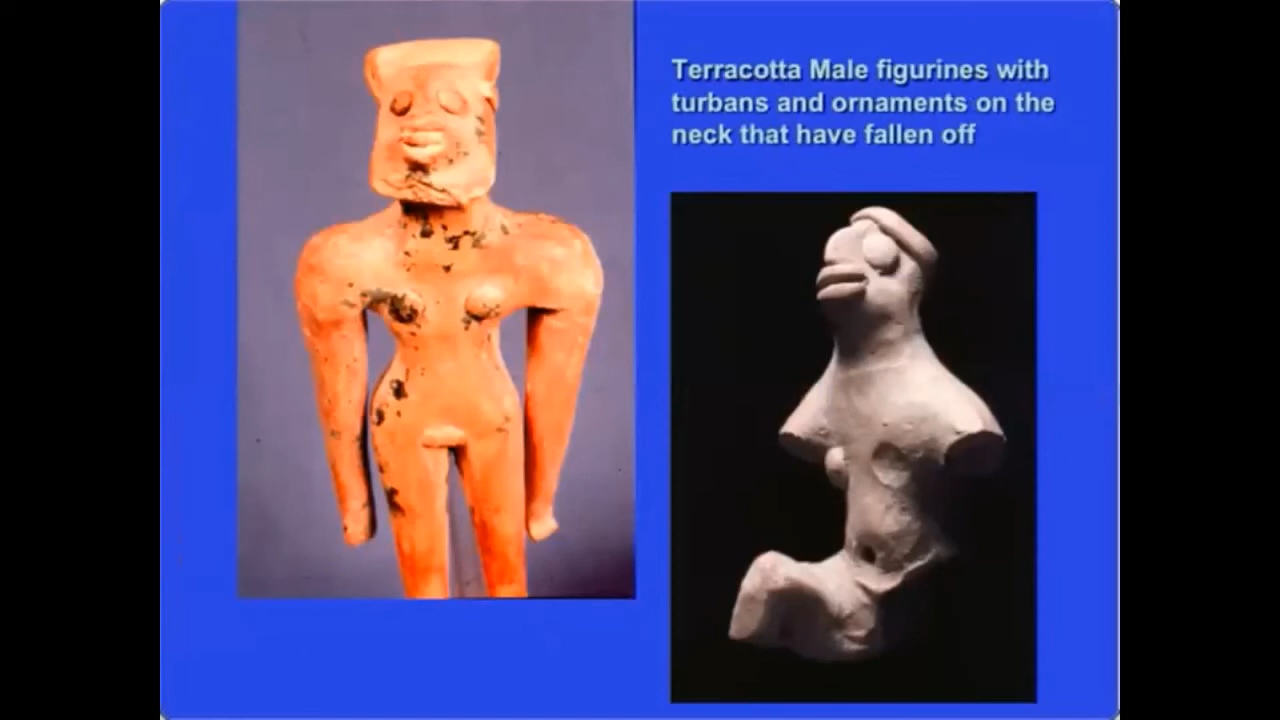 Terracotta Male figurines with
turbans and ornaments on the
neck that have fallen off